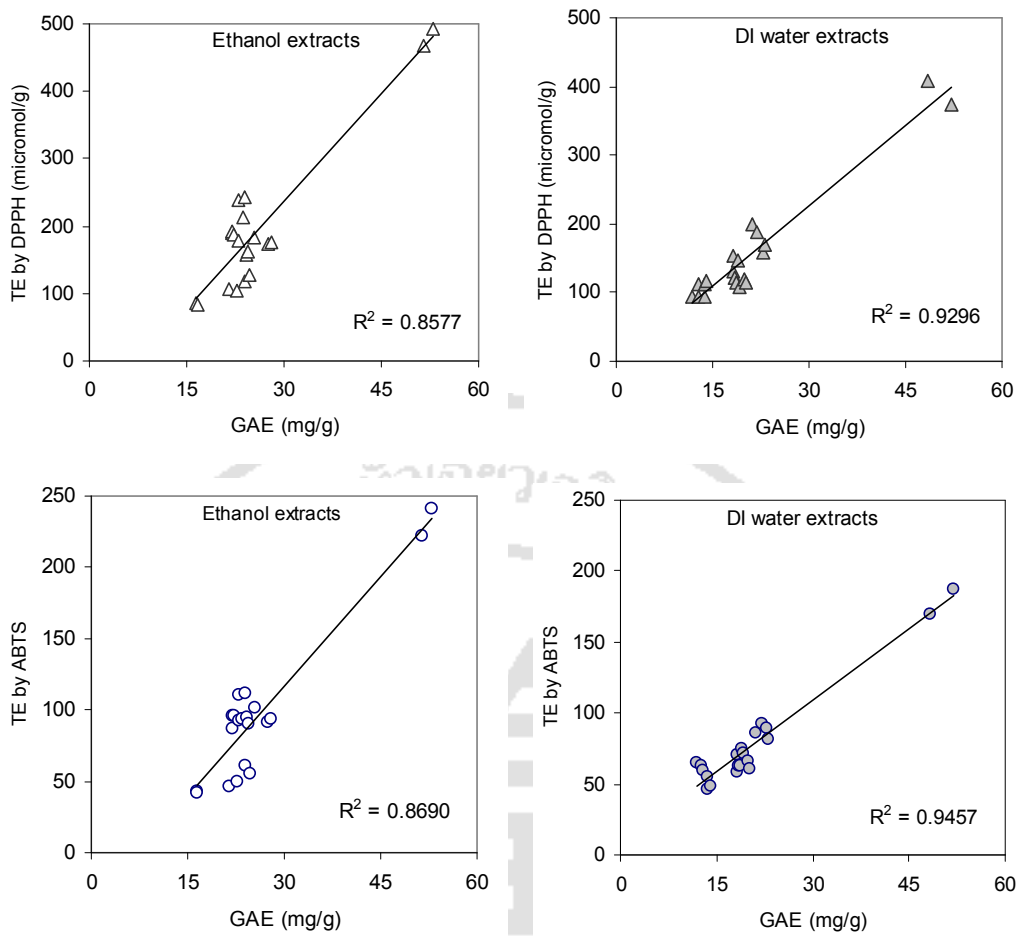 Ethanol extracts
TE by DPPH (micromol/g)
500
400
300
200
100
0
0 15 30 45 60
GAE (mg/g)
R² = 0.8577
DI water extracts
TE by DPPH (micromol/g)
500
400
300
200
100
0
0 15 30 45 60
GAE (mg/g)
R² = 0.9296
Ethanol extracts
TE by ABTS
250
200
150
100
50
0
0 15 30 45 60
GAE (mg/g)
R² = 0.8690
DI water extracts
TE by ABTS
250
200
150
100
50
0
0 15 30 45 60
GAE (mg/g)
R² = 0.9457